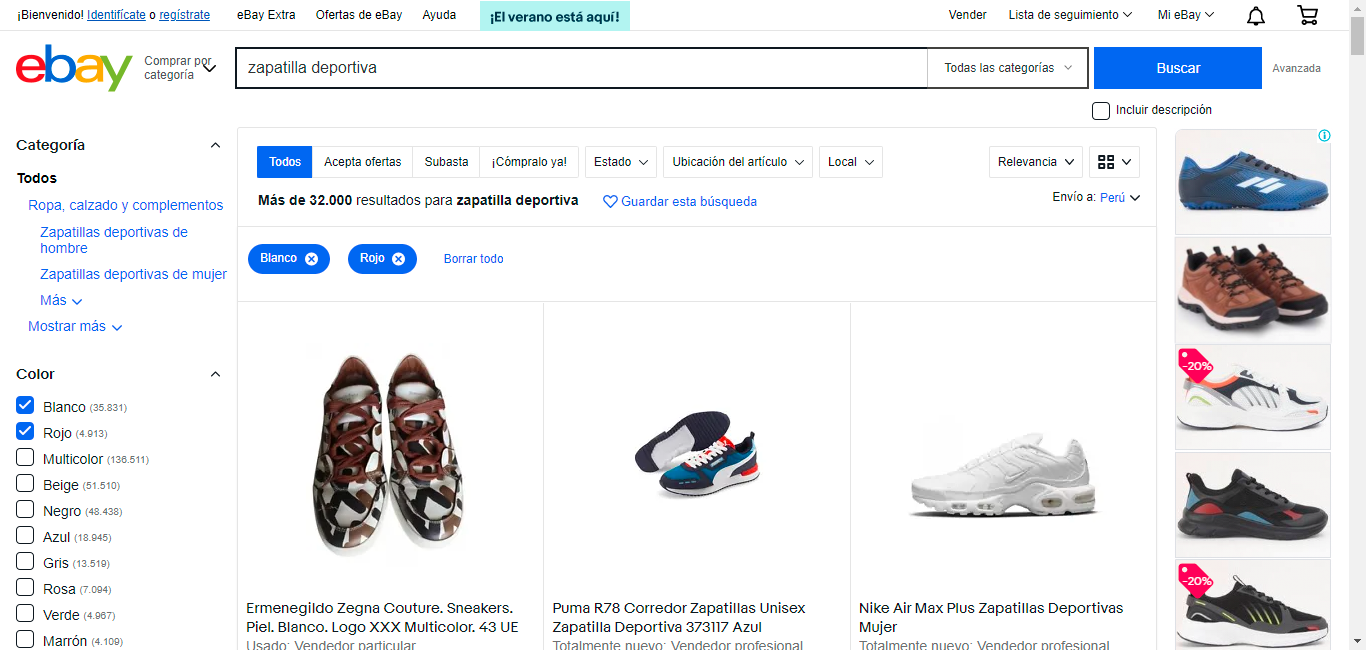 ¡Bienvenido! Identifícate o regístrate
eBay Extra
Ofertas de eBay
Ayuda
¡El verano está aquí!
Vender
Lista de seguimiento
Mi eBay
ebay
Comprar por
categoría
zapatilla deportiva
Todas las categorías
Buscar
Avanzada
Incluir descripción
Categoría
Todos
Ropa, calzado y complementos
Zapatillas deportivas de
hombre
Zapatillas deportivas de mujer
Más
Mostrar más
Color
Blanco (35.831)
Rojo (4.913)
Multicolor (136.511)
Beige (51.510)
Negro (48.438)
Azul (18.945)
Gris (13.519)
Rosa (7.094)
Verde (4.967)
Marrón (4.109)
Todos
Acepta ofertas
Subasta
¡Cómpralo ya!
Estado
Ubicación del artículo
Local
Relevancia
Más de 32.000 resultados para zapatilla deportiva
Guardar esta búsqueda
Envío a: Perú
Blanco
Rojo
Borrar todo
Ermenegildo Zegna Couture. Sneakers.
Piel. Blanco. Logo XXX Multicolor. 43 UE
Usado: Vendedor particular
Puma R78 Corredor Zapatillas Unisex
Zapatilla Deportiva 373117 Azul
Totalmente nuevo: Vendedor profesional
Nike Air Max Plus Zapatillas Deportivas
Mujer
Totalmente nuevo: Vendedor profesional
-20%
-20%